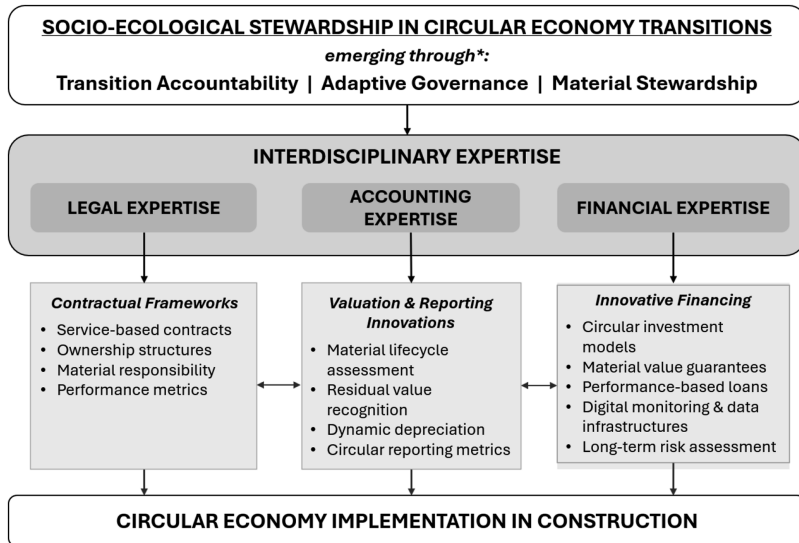 SOCIO-ECOLOGICAL STEWARDSHIP IN CIRCULAR ECONOMY TRANSITIONS
emerging through*:
Transition Accountability | Adaptive Governance | Material Stewardship
INTERDISCIPLINARY EXPERTISE
LEGAL EXPERTISE
ACCOUNTING
EXPERTISE
FINANCIAL EXPERTISE
Contractual Frameworks
• Service-based contracts
• Ownership structures
• Material responsibility
• Performance metrics
Valuation & Reporting
Innovations
• Material lifecycle
assessment
• Residual value
recognition
• Dynamic depreciation
• Circular reporting metrics
Innovative Financing
• Circular investment
models
• Material value guarantees
• Performance-based loans
• Digital monitoring & data
infrastructures
• Long-term risk assessment
CIRCULAR ECONOMY IMPLEMENTATION IN CONSTRUCTION